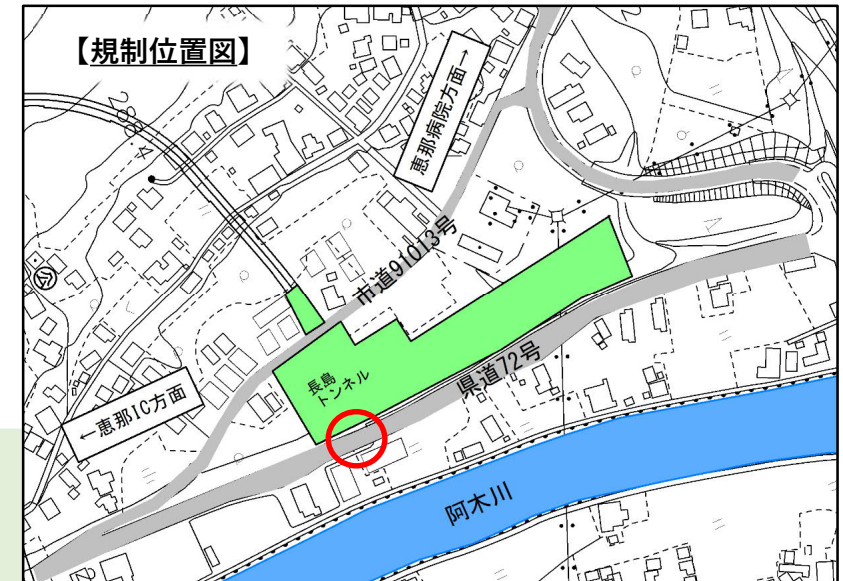 【規制位置図】
恵那病院方面→
市道91013号
長島
トンネル
県道72号
←恵那IC方面
阿木川